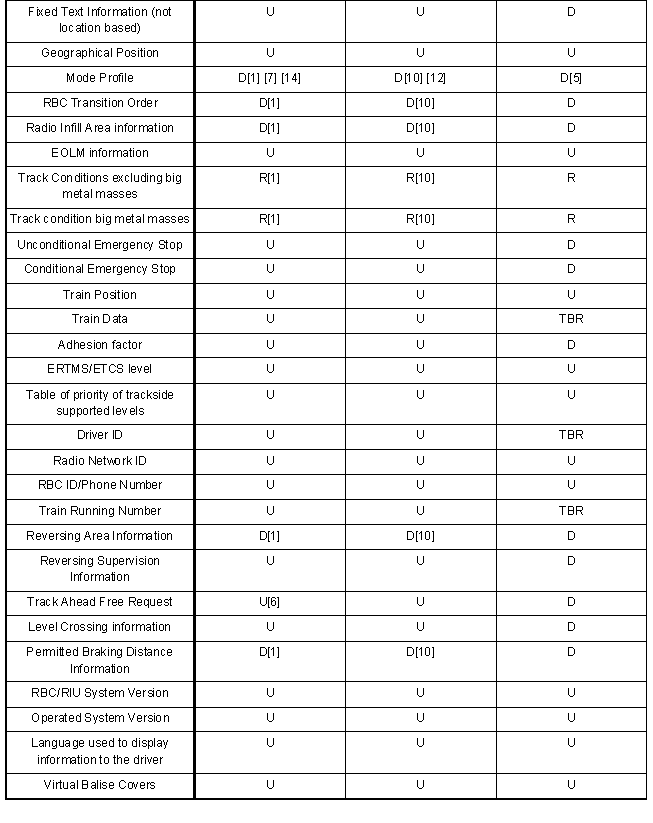 Fixed Text Information (not U U D
location based)
Geographical Position U U U
Mode Profile D[1] [7] [14] D[10] [12] D[5]
RBC Transition Order D[1] D[10] D
Radio Infill Area information D[1] D[10] D
EOLM information U U U
Track Conditions excluding big R[1] R[10] R
metal masses
Track condition big metal masses R[1] R[10] R
Unconditional Emergency Stop U U D
Conditional Emergency Stop U U D
Train Position U U U
Train Data U U TBR
Adhesion factor U U D
ERTMS/ETCS level U U U
Table of priority of trackside U U U
supported levels
Driver ID U U TBR
Radio Network ID U U U
RBC ID/Phone Number U U U
Train Running Number U U TBR
Reversing Area Information D[1] D[10] D
Reversing Supervision U U D
Information
Track Ahead Free Request U[6] U D
Level Crossing information U U D
Permitted Braking Distance D[1] D[10] D
Information
RBC/RIU System Version U U U
Operated System Version U U U
Language used to display U U U
information to the driver
Virtual Balise Covers U U U